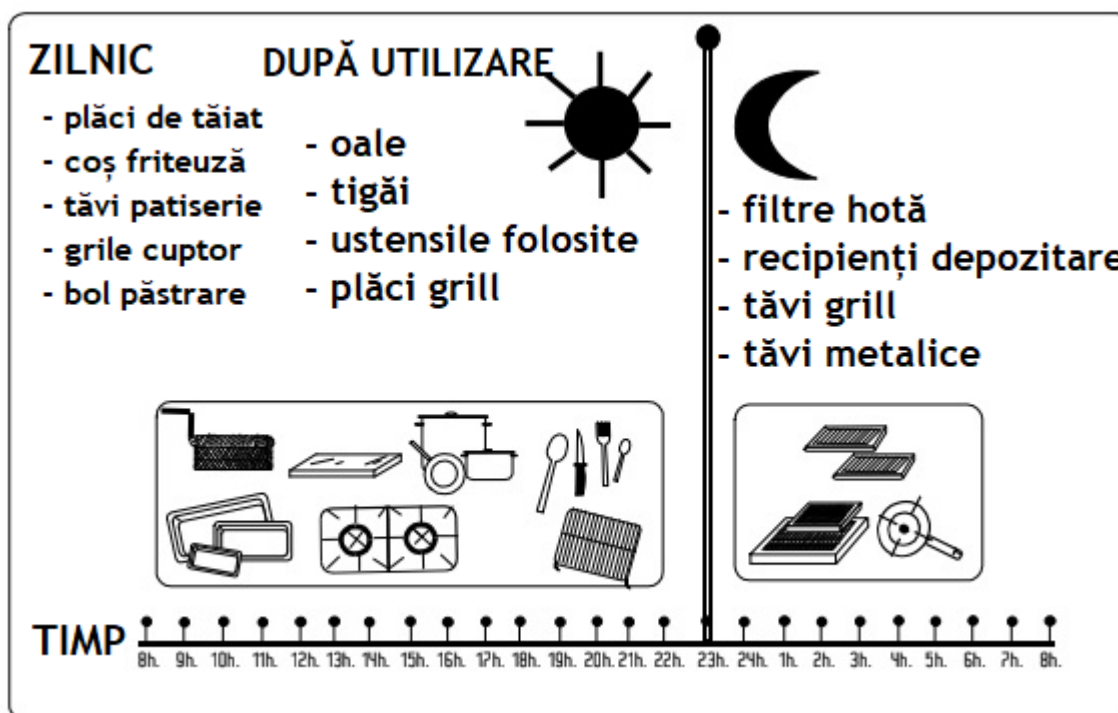 ZILNIC
- plăci de tăiat
- coș friteuză
- tăvi patiserie
- grile cuptor
- bol păstrare
DUPĂ UTILIZARE
- oale
- tigăi
- ustensile folosite
- plăci grill
- filtre hotă
- recipienți depozitare
- tăvi grill
- tăvi metalice
TIMP
8h. 9h. 10h. 11h. 12h. 13h. 14h. 15h. 16h. 17h. 18h. 19h. 20h. 21h. 22h. 23h. 24h. 1h. 2h. 3h. 4h. 5h. 6h. 7h. 8h.